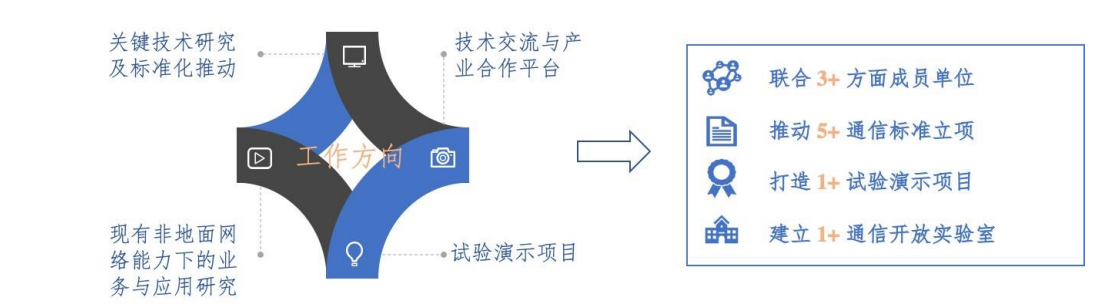 关键技术研究
及标准化推动
技术交流与产
业合作平台
工作方向
现有非地面网
络能力下的业
务与应用研究
试验演示项目
联合 3+ 方面成员单位
推动 5+ 通信标准立项
打造 1+ 试验演示项目
建立 1+ 通信开放实验室